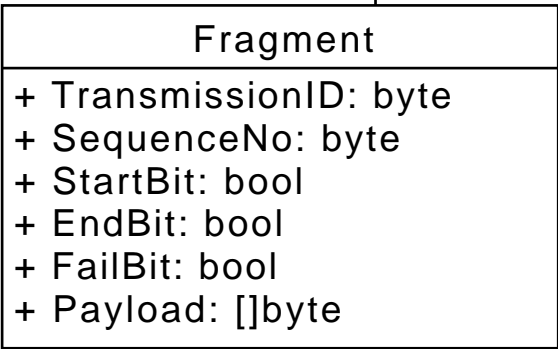 Fragment
+ TransmissionID: byte
+ SequenceNo: byte
+ StartBit: bool
+ EndBit: bool
+ FailBit: bool
+ Payload: []byte